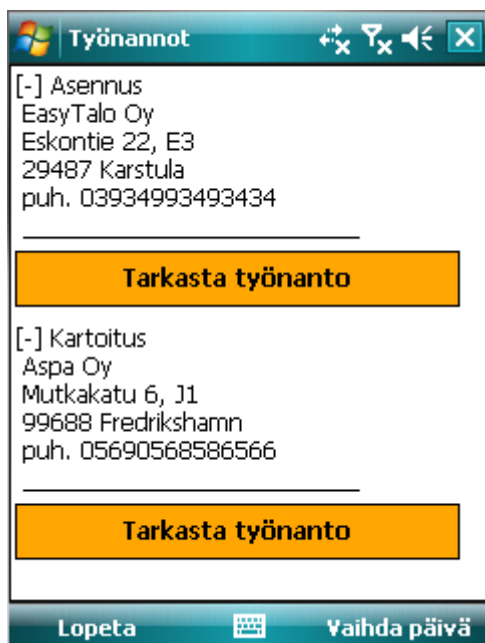 Työnannot
[-] Asennus
EasyTalo Oy
Eskontie 22, E3
29487 Karstula
puh. 03934993493434
Tarkasta työnanto
[-] Kartoitus
Aspa Oy
Mutkakatu 6, J1
99688 Fredrikshamn
puh. 05690568586566
Tarkasta työnanto
Lopeta Vaihda päivä